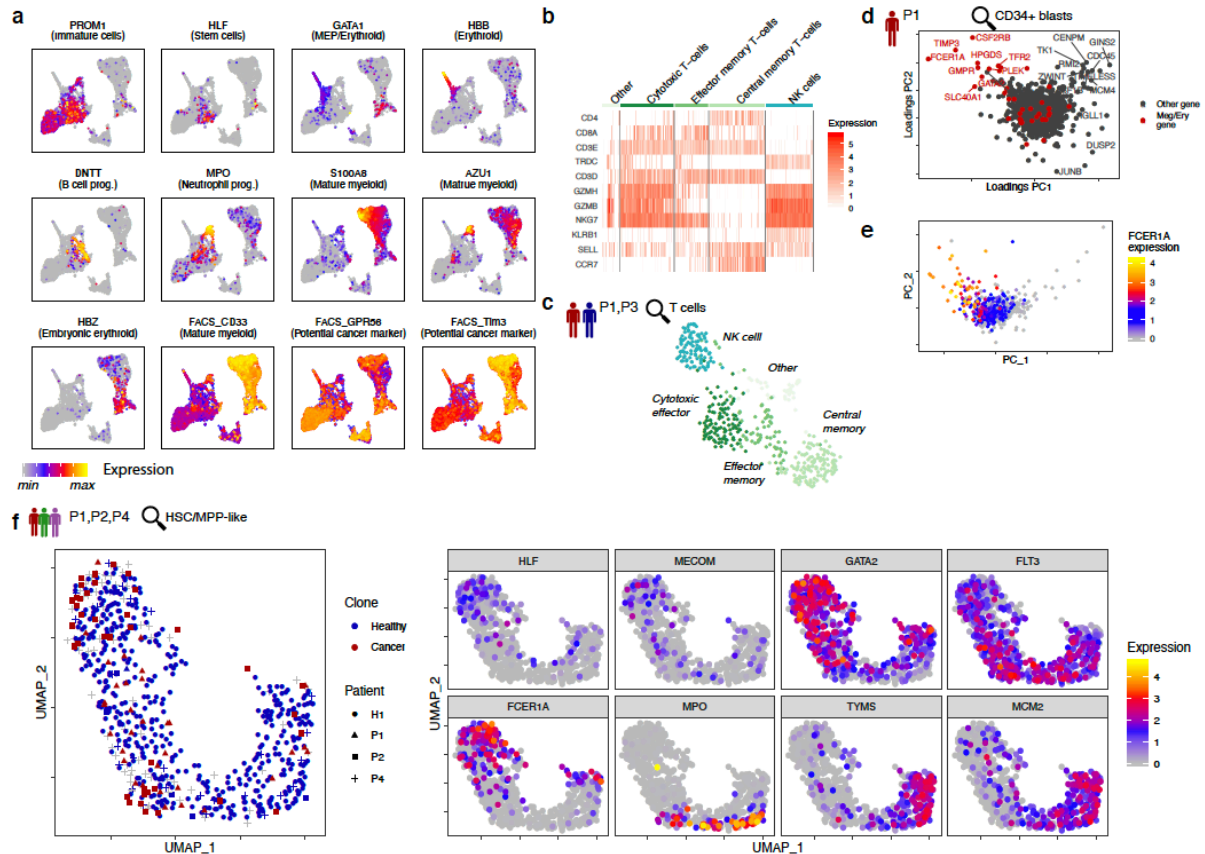 a
PROM1
(Immature cells)
HLF
(Stem cells)
GATA1
(MEP/Erythroid)
HBB
(Erythroid)
DNTT
(B cell prog.)
MPO
(Neutrophil prog.)
S100A8
(Mature myeloid)
AZU1
(Matrue myeloid)
HBZ
(Embryonic erythroid)
FACS_CD33
(Mature myeloid)
FACS_GPR56
(Potential cancer marker)
FACS_Tim3
(Potential cancer marker)
Expression
min max
b
Other
Cytotoxic T-cells
Effector memory T-cells
Central memory T-cells
NK cells
CD4
CD8A
CD3E
TRDC
CD3D
GZMH
GZMB
NKG7
KLRB1
SELL
CCR7
Expression
5
4
3
2
1
0
c
P1,P3
T cells
NK celll
Other
Cytotoxic
effector
Central
memory
Effector
memory
d
P1
CD34+ blasts
CSF2RB
TIMP3
FCER1A
HPGDS
TFR2
GMPR
PLEK
SLC40A1
CENPM
GINS2
TK1
CDC45
RMI2
ZWINT
MCM4
IGLL1
DUSP2
JUNB
Loadings PC2
Loadings PC1
Other gene
Meg/Ery
gene
e
PC_2
PC_1
FCER1A
expression
4
3
2
1
0
f
P1,P2,P4
HSC/MPP-like
UMAP_2
UMAP_1
Clone
Healthy
Cancer
Patient
H1
P1
P2
P4
HLF
MECOM
GATA2
FLT3
FCER1A
MPO
TYMS
MCM2
UMAP_2
UMAP_1
Expression
4
3
2
1
0